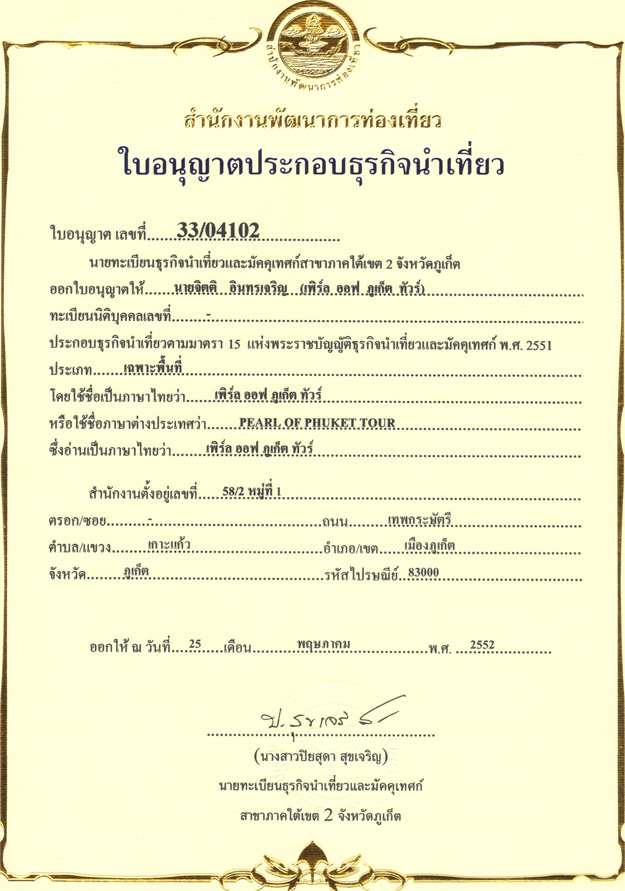 สำนักงานพัฒนาการท่องเที่ยว
สำนักงานพัฒนาการท่องเที่ยว
ใบอนุญาตประกอบธุรกิจนำเที่ยว
ใบอนุญาต เลขที่.....33/04102.....
นายทะเบียนธุรกิจนำเที่ยวและมัคคุเทศก์สาขาภาคใต้เขต 2 จังหวัดภูเก็ต
ออกใบอนุญาตให้.....นายจิตติ อินทรเจริญ (เพิร์ล ออฟ ภูเก็ต ทัวร์).....
ทะเบียนนิติบุคคลเลขที่.....-.....
ประกอบธุรกิจนำเที่ยวตามมาตรา 15 แห่งพระราชบัญญัติธุรกิจนำเที่ยวและมัคคุเทศก์ พ.ศ. 2551
ประเภท.....เฉพาะพื้นที่.....
โดยใช้ชื่อเป็นภาษาไทยว่า.....เพิร์ล ออฟ ภูเก็ต ทัวร์.....
หรือใช้ชื่อภาษาต่างประเทศว่า.....PEARL OF PHUKET TOUR.....
ซึ่งอ่านเป็นภาษาไทยว่า.....เพิร์ล ออฟ ภูเก็ต ทัวร์.....
สำนักงานตั้งอยู่เลขที่.....58/2 หมู่ที่ 1.....
ตรอก/ซอย.....-.....ถนน.....เทพกระษัตรี.....
ตำบล/แขวง.....เกาะแก้ว.....อำเภอ/เขต.....เมืองภูเก็ต.....
จังหวัด.....ภูเก็ต.....รหัสไปรษณีย์..83000.....
ออกให้ ณ วันที่.....25.....เดือน.....พฤษภาคม.....พ.ศ. ....2552.....
ป. สุขเจริญ
(นางสาวปิยสุดา สุขเจริญ)
นายทะเบียนธุรกิจนำเที่ยวและมัคคุเทศก์
สาขาภาคใต้เขต 2 จังหวัดภูเก็ต